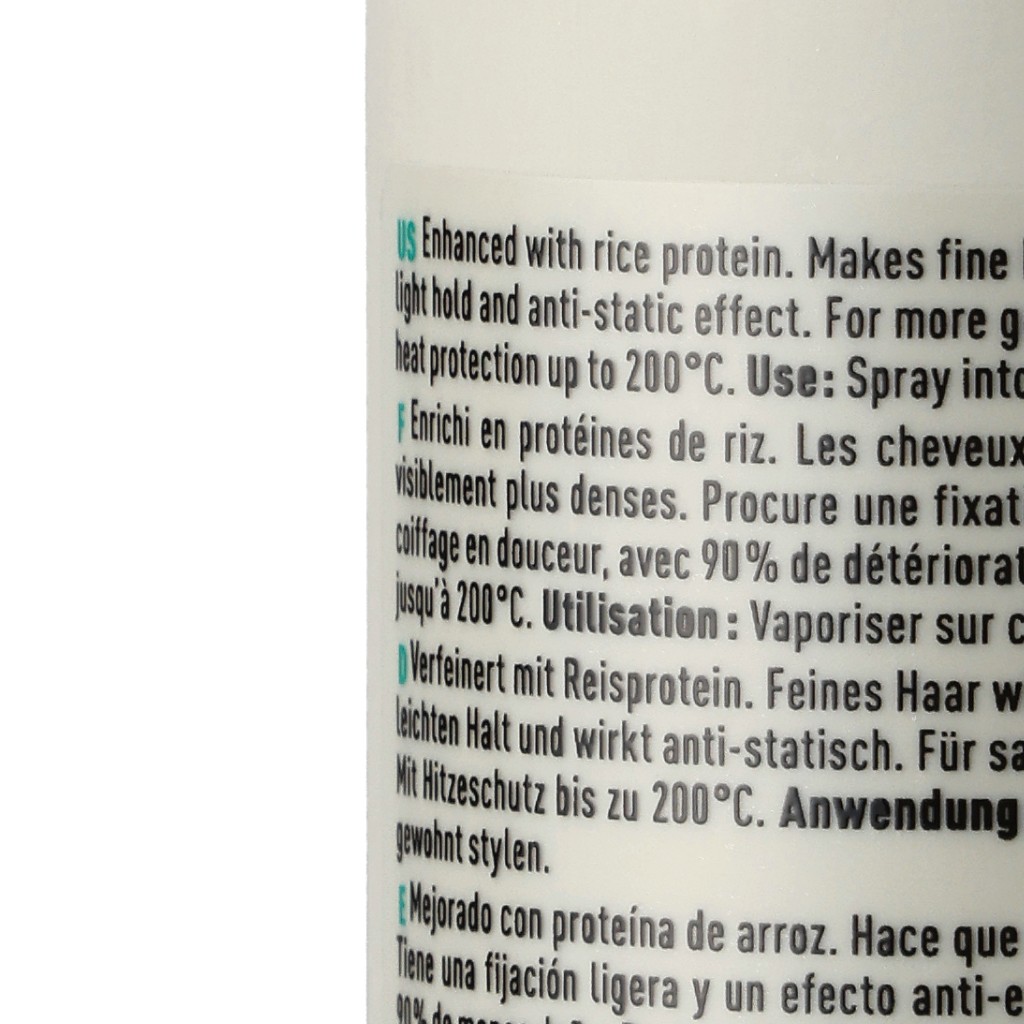 US Enhanced with rice protein. Makes fine
light hold and anti-static effect. For more g
heat protection up to 200°C. Use: Spray into
F Enrichi en protéines de riz. Les cheveux
visiblement plus denses. Procure une fixat
coiffage en douceur, avec 90% de détériorat
jusqu'à 200°C. Utilisation : Vaporiser sur c
D Verfeinert mit Reisprotein. Feines Haar w
leichten Halt und wirkt anti-statisch. Für sa
Mit Hitzeschutz bis zu 200°C. Anwendung
gewohnt stylen.
E Mejorado con proteína de arroz. Hace que
Tiene una fijación ligera y un efecto anti-e
90% de